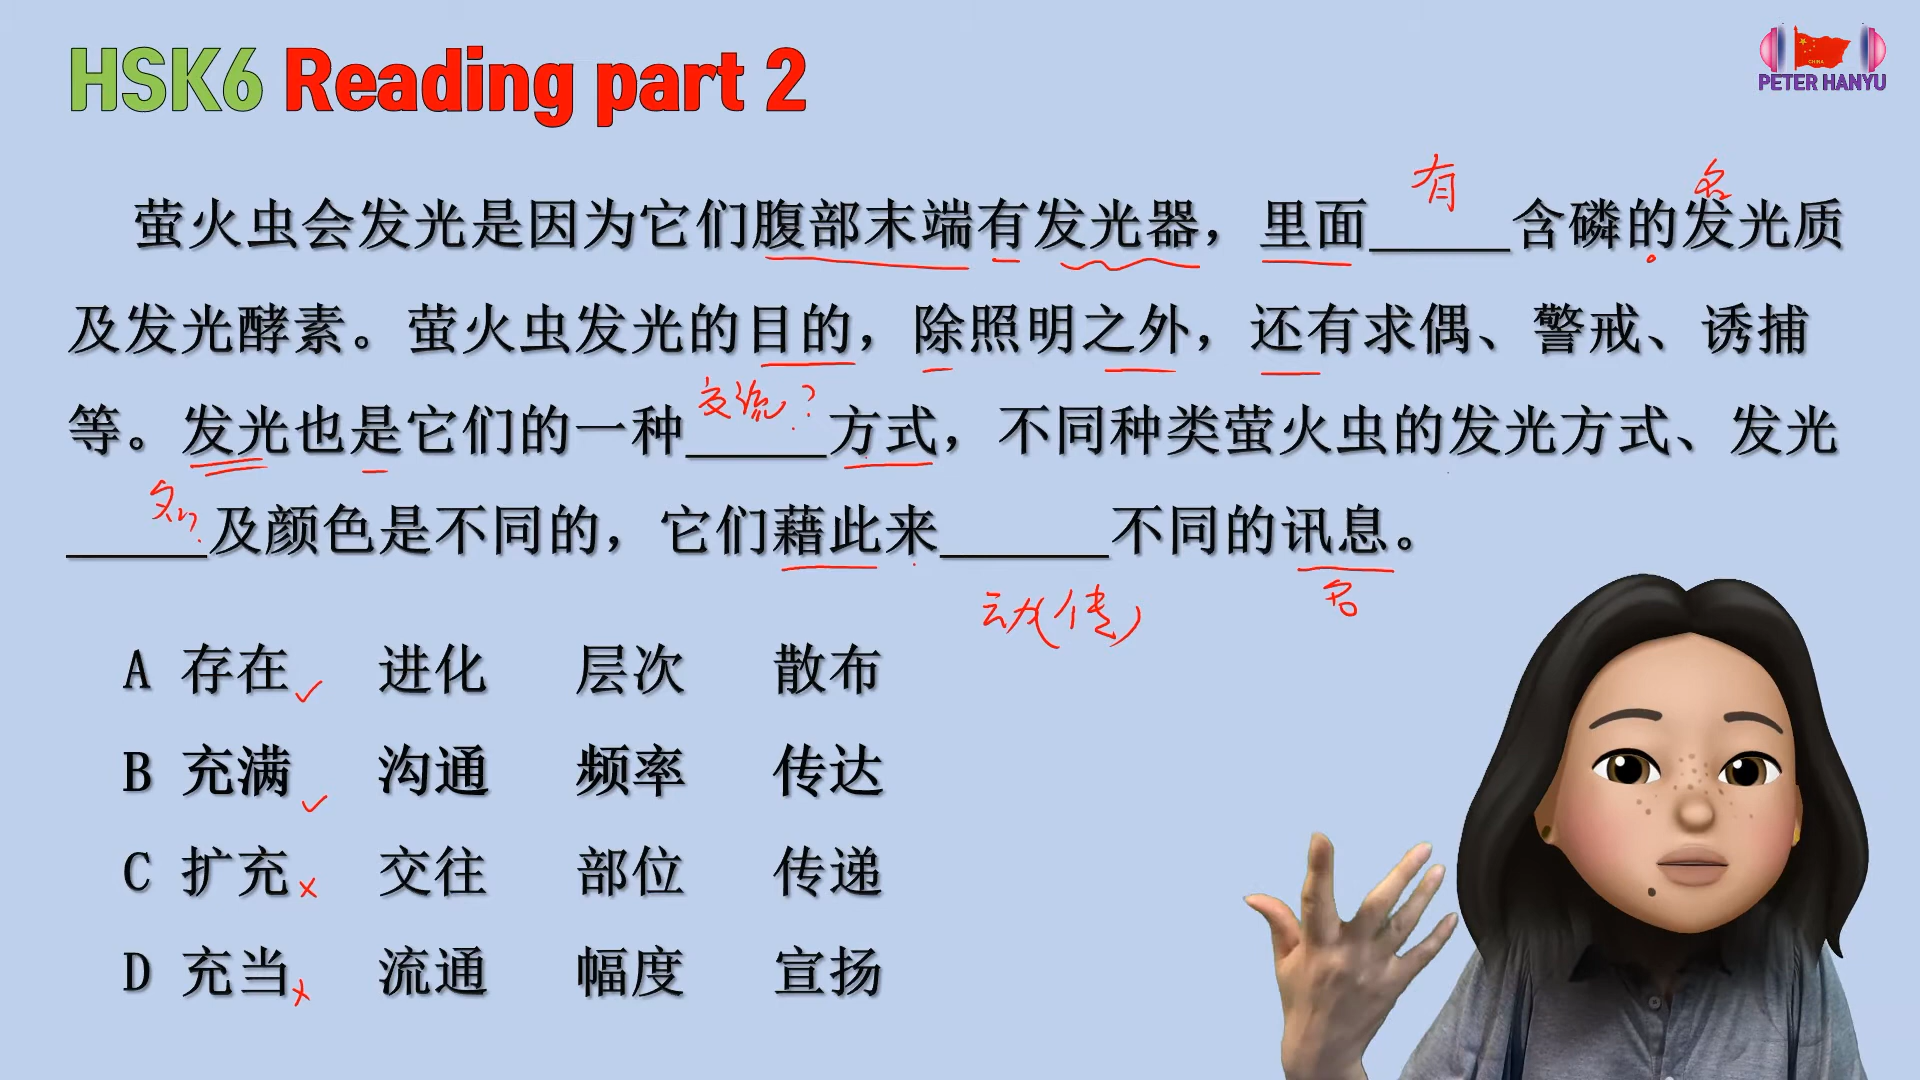 HSK6 Reading part 2
CHINA
PETER HANYU
有
名
萤火虫会发光是因为它们腹部末端有发光器，里面_____含磷的发光质
及发光酵素。萤火虫发光的目的，除照明之外，还有求偶、警戒、诱捕
交流？
等。发光也是它们的一种_____方式，不同种类萤火虫的发光方式、发光
_____及颜色是不同的，它们藉此来______不同的讯息。
动(传)
名
A 存在 进化 层次 散布
B 充满 沟通 频率 传达
C 扩充 交往 部位 传递
D 充当 流通 幅度 宣扬